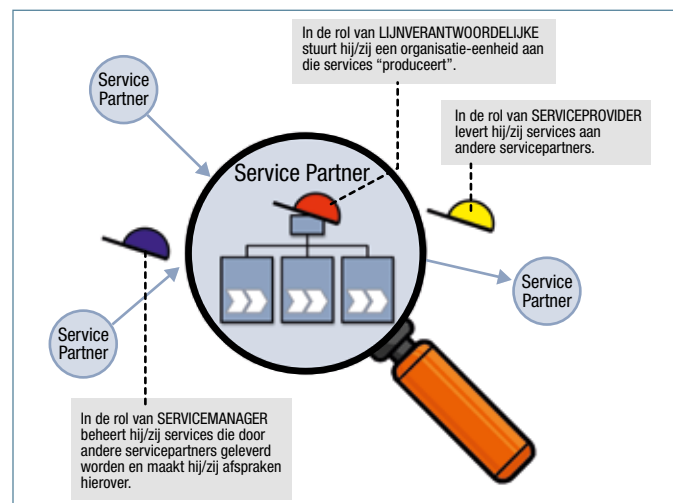 In de rol van LIJNVERANTWOORDELIJKE
stuurt hij/zij een organisatie-eenheid aan
die services “produceert”.
Service
Partner
In de rol van SERVICEPROVIDER
levert hij/zij services aan
andere servicepartners.
Service Partner
Service
Partner
Service
Partner
In de rol van SERVICEMANAGER
beheert hij/zij services die door
andere servicepartners geleverd
worden en maakt hij/zij afspraken
hierover.